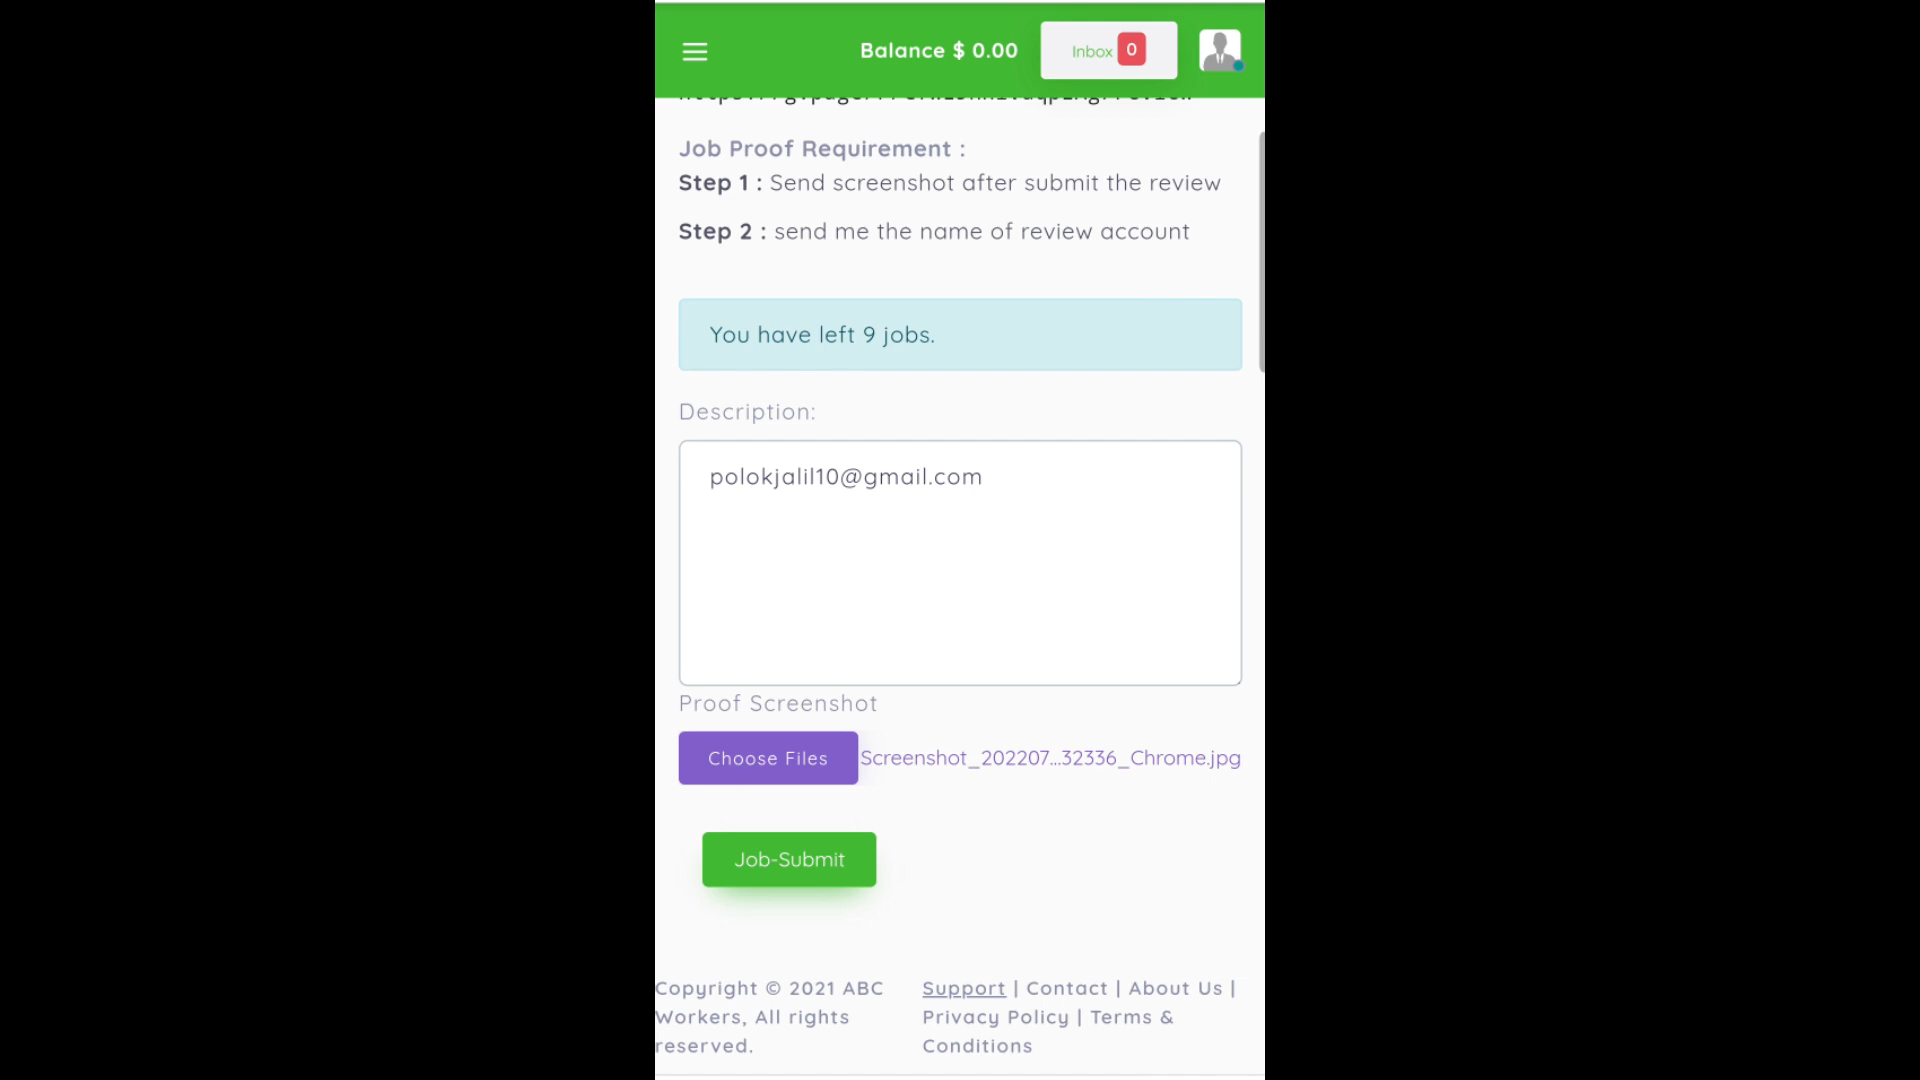 Balance $ 0.00
Inbox 0
Job Proof Requirement :
Step 1 : Send screenshot after submit the review
Step 2 : send me the name of review account
You have left 9 jobs.
Description:
polokjalil10@gmail.com
Proof Screenshot
Choose Files Screenshot_202207...32336_Chrome.jpg
Job-Submit
Copyright © 2021 ABC
Workers, All rights
reserved.
Support | Contact | About Us |
Privacy Policy | Terms &
Conditions